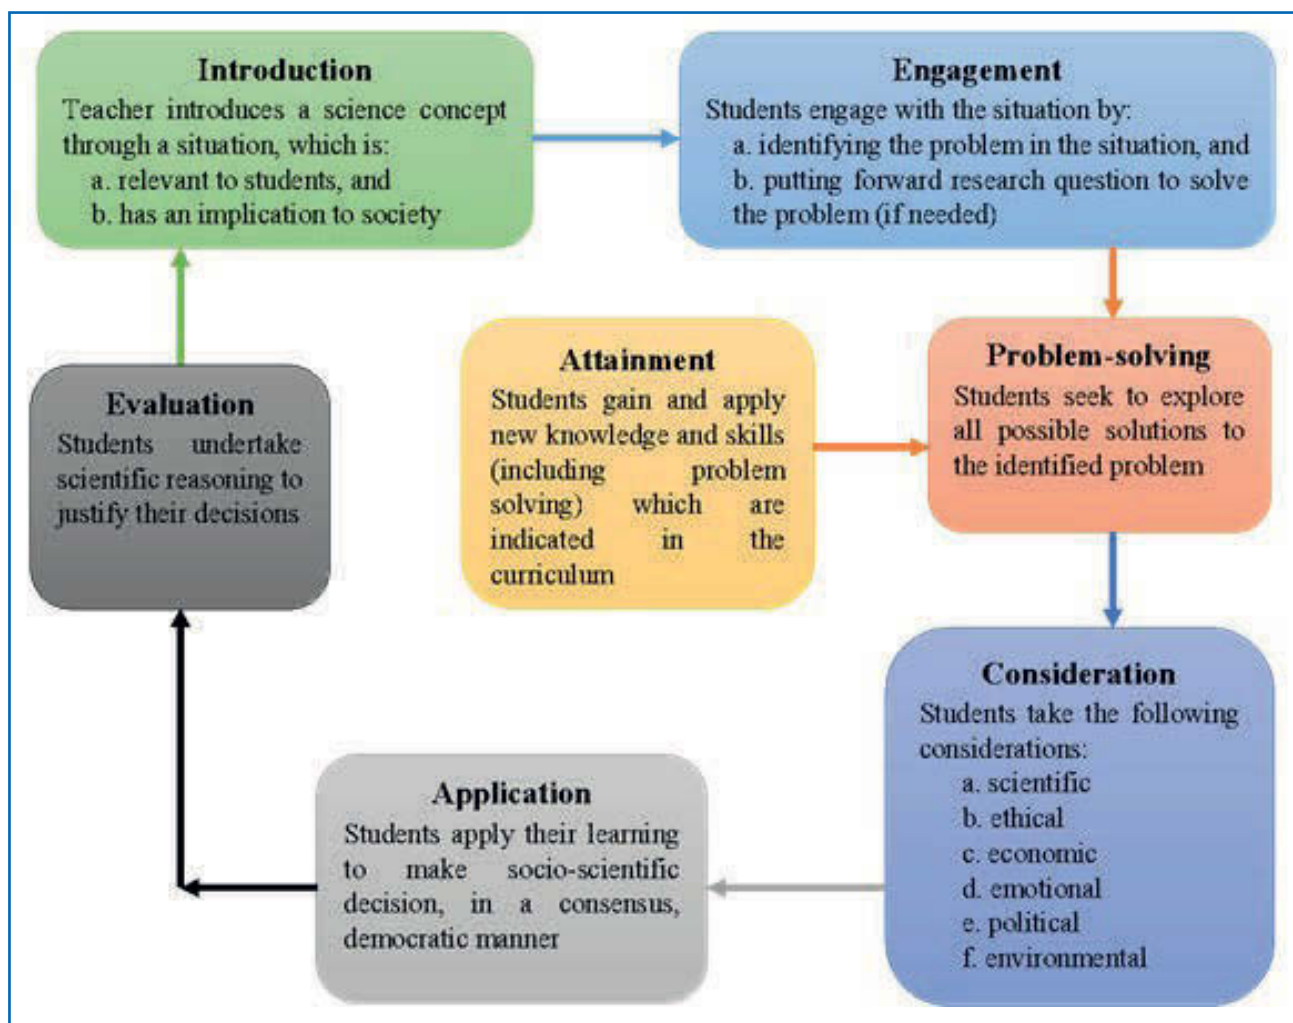 Introduction
Teacher introduces a science concept
through a situation, which is:
a. relevant to students, and
b. has an implication to society
Engagement
Students engage with the situation by:
a. identifying the problem in the situation, and
b. putting forward research question to solve
the problem (if needed)
Attainment
Students gain and apply
new knowledge and skills
(including problem
solving) which are
indicated in the
curriculum
Problem-solving
Students seek to explore
all possible solutions to
the identified problem
Evaluation
Students undertake
scientific reasoning to
justify their decisions
Consideration
Students take the following
considerations:
a. scientific
b. ethical
c. economic
d. emotional
e. political
f. environmental
Application
Students apply their learning
to make socio-scientific
decision, in a consensus,
democratic manner